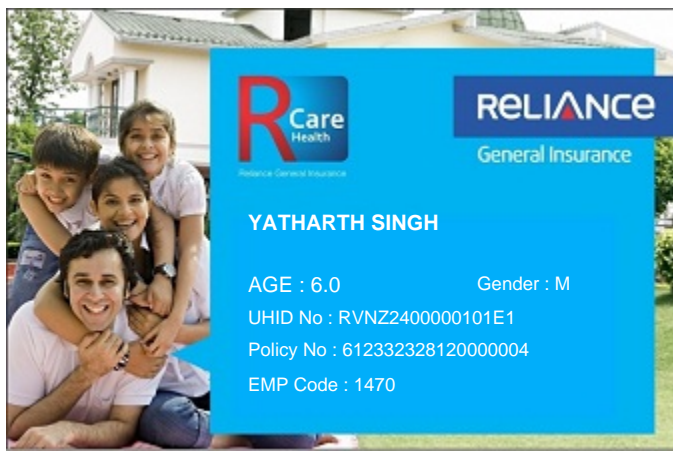 RCare
Health
Reliance General Insurance
RELIANCE
General Insurance
YATHARTH SINGH
AGE : 6.0 Gender : M
UHID No : RVNZ2400000101E1
Policy No : 612332328120000004
EMP Code : 1470